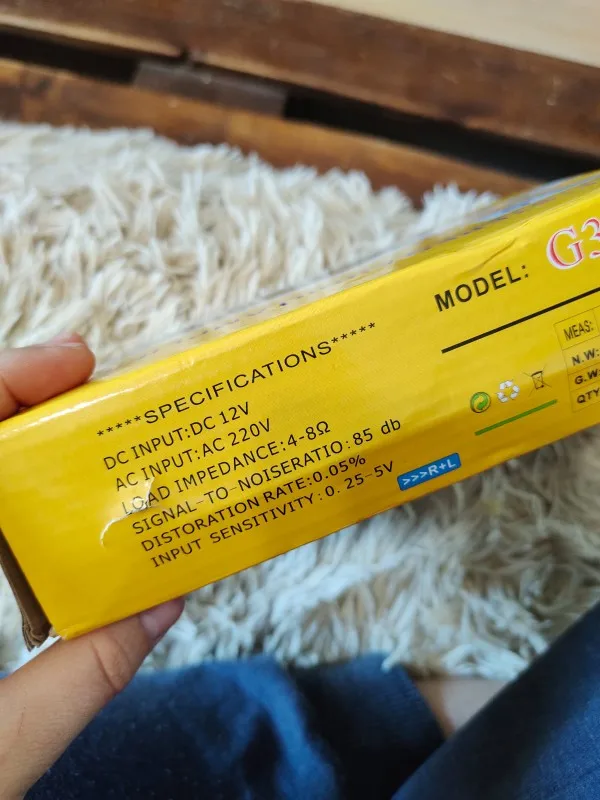 *****SPECIFICATIONS*****
DC INPUT:DC 12V
AC INPUT:AC 220V
LOAD IMPEDANCE:4-8Ω
SIGNAL-TO-NOISERATIO:85 db
DISTORATION RATE:0.05%
INPUT SENSITIVITY:0.25-5V
>>>R+L
MODEL: G3
MEAS:
N.W:
G.W:
QTY